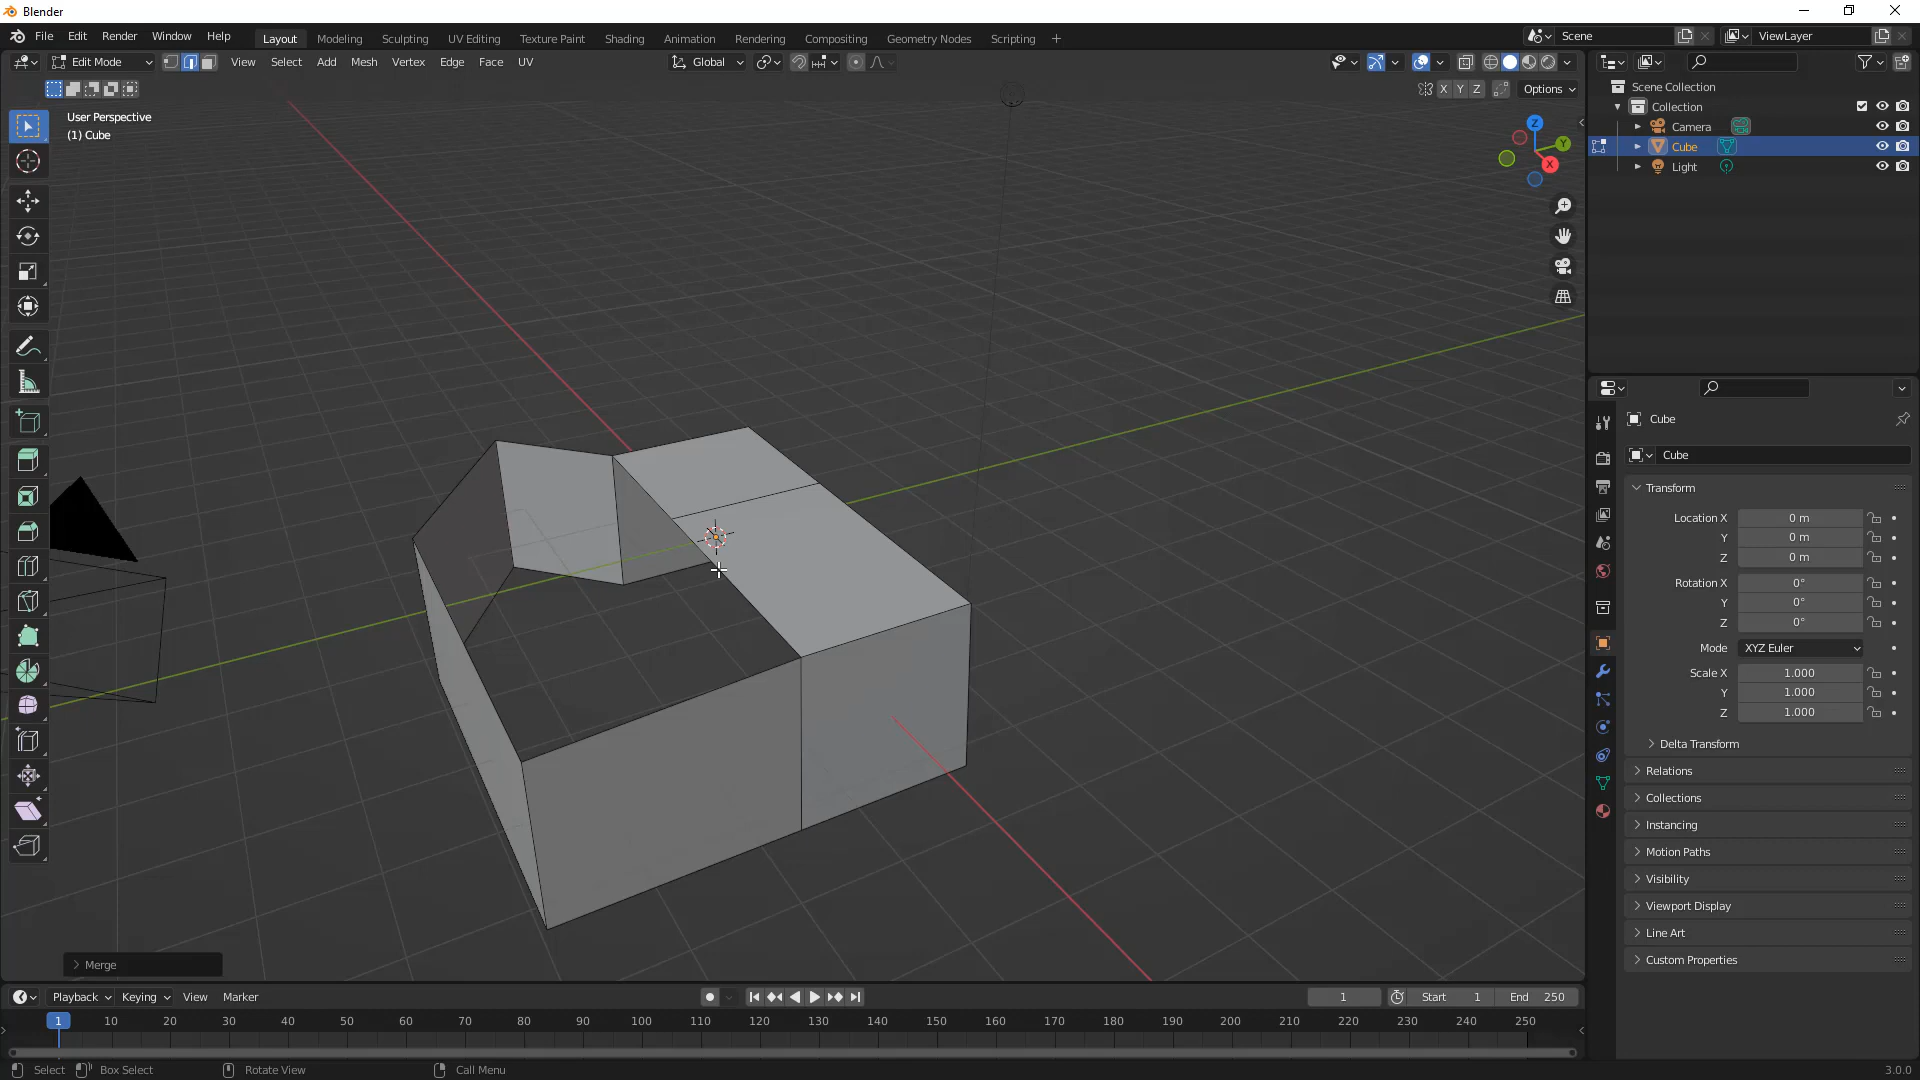 Blender
File Edit Render Window Help Layout Modeling Sculpting UV Editing Texture Paint Shading Animation Rendering Compositing Geometry Nodes Scripting + Scene ViewLayer
Edit Mode View Select Add Mesh Vertex Edge Face UV Global
X Y Z Options
User Perspective
(1) Cube
Z
Y
X
Scene Collection
Collection
Camera
Cube
Light
Cube
Cube
Transform
Location X 0 m
Y 0 m
Z 0 m
Rotation X 0°
Y 0°
Z 0°
Mode XYZ Euler
Scale X 1.000
Y 1.000
Z 1.000
Delta Transform
Relations
Collections
Instancing
Motion Paths
Visibility
Viewport Display
Line Art
Custom Properties
Merge
Playback Keying View Marker 1 Start 1 End 250
1 10 20 30 40 50 60 70 80 90 100 110 120 130 140 150 160 170 180 190 200 210 220 230 240 250
Select Box Select Rotate View Call Menu 3.0.0